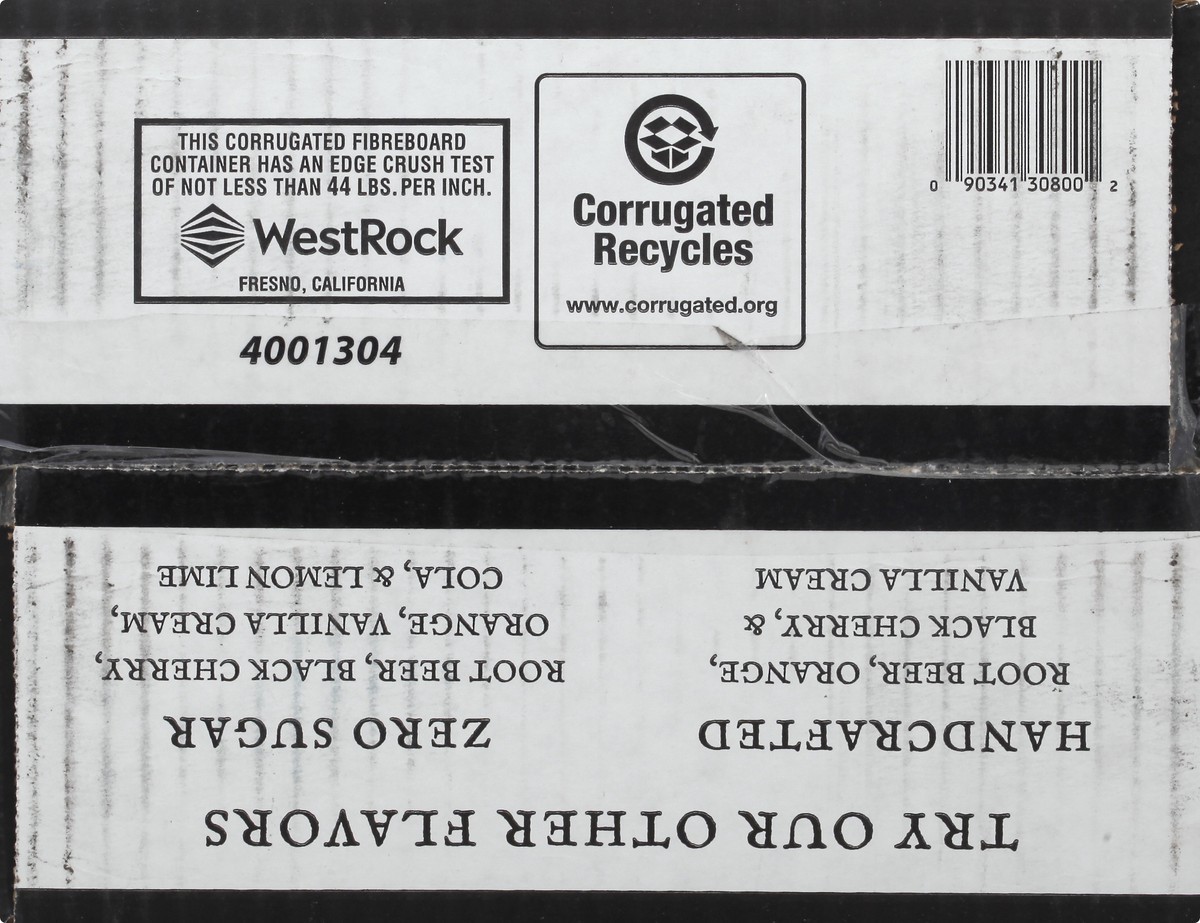 THIS CORRUGATED FIBREBOARD
CONTAINER HAS AN EDGE CRUSH TEST
OF NOT LESS THAN 44 LBS. PER INCH.
WestRock
FRESNO, CALIFORNIA
4001304
Corrugated
Recycles
www.corrugated.org
0 90341 30800 2
TRY OUR OTHER FLAVORS
HANDCRAFTED
ROOT BEER, ORANGE,
BLACK CHERRY, &
VANILLA CREAM
ZERO SUGAR
ROOT BEER, BLACK CHERRY,
ORANGE, VANILLA CREAM,
COLA, & LEMON LIME